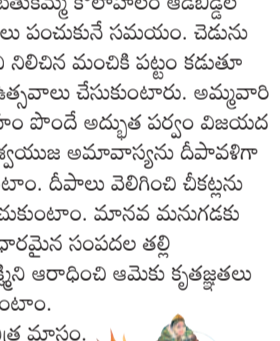 బతుకమ్మ కోలాహలం ఆడబిడ్డల
లు పంచుకునే సమయం. చెడును
నిలిచిన మంచికి పట్టం కడుతూ
ఉత్సవాలు చేసుకుంటారు. అమ్మవారి
హం పొందే అద్భుత పర్వం విజయద
శ్వయుజ అమావాస్యను దీపావళిగా
టాం. దీపాలు వెలిగించి చీకట్లను
చుకుంటాం. మానవ మనుగడకు
ధారమైన సంపదల తల్లి
క్ష్మిని ఆరాధించి ఆమెకు కృతజ్ఞతలు
ంటాం.
మాసం.